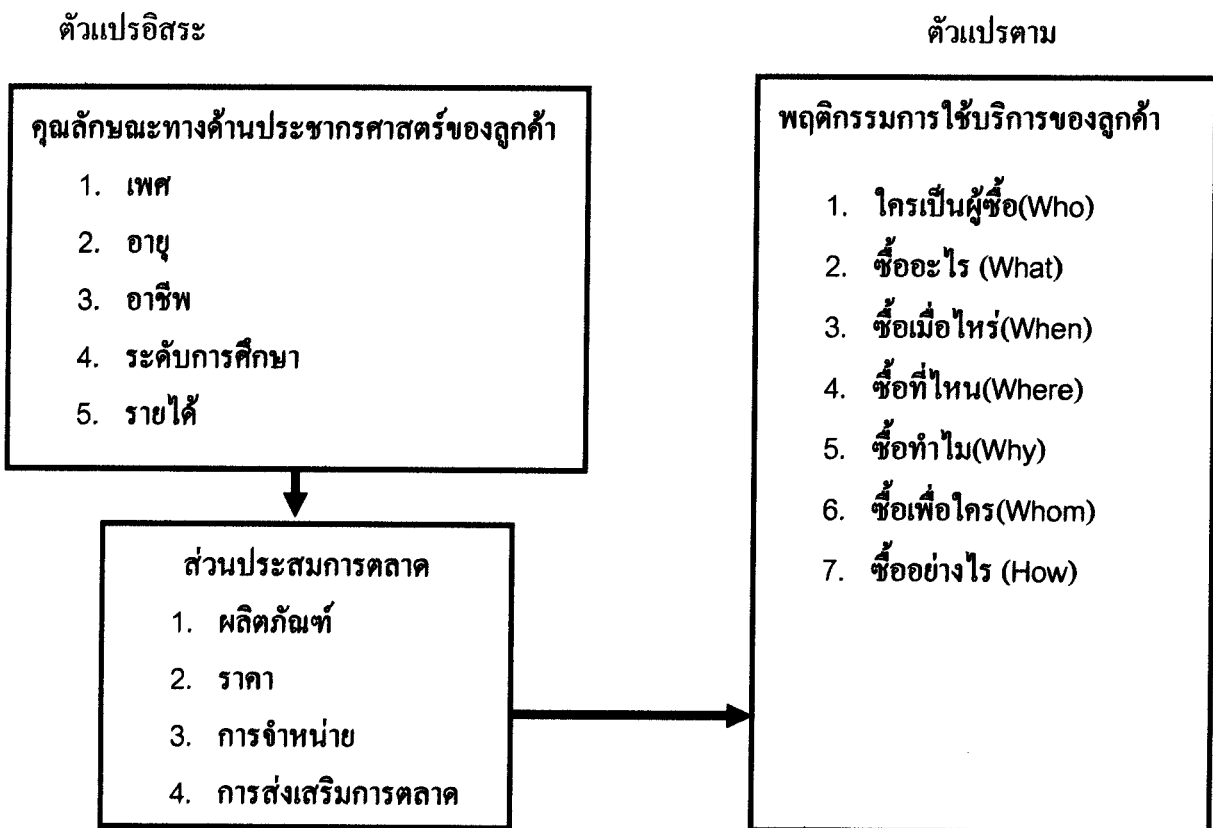 ตัวแปรอิสระ
ตัวแปรตาม
คุณลักษณะทางด้านประชากรศาสตร์ของลูกค้า
1. เพศ
2. อายุ
3. อาชีพ
4. ระดับการศึกษา
5. รายได้
ส่วนประสมการตลาด
1. ผลิตภัณฑ์
2. ราคา
3. การจำหน่าย
4. การส่งเสริมการตลาด
พฤติกรรมการใช้บริการของลูกค้า
1. ใครเป็นผู้ซื้อ(Who)
2. ซื้ออะไร (What)
3. ซื้อเมื่อไหร่(When)
4. ซื้อที่ไหน(Where)
5. ซื้อทำไม(Why)
6. ซื้อเพื่อใคร(Whom)
7. ซื้ออย่างไร (How)